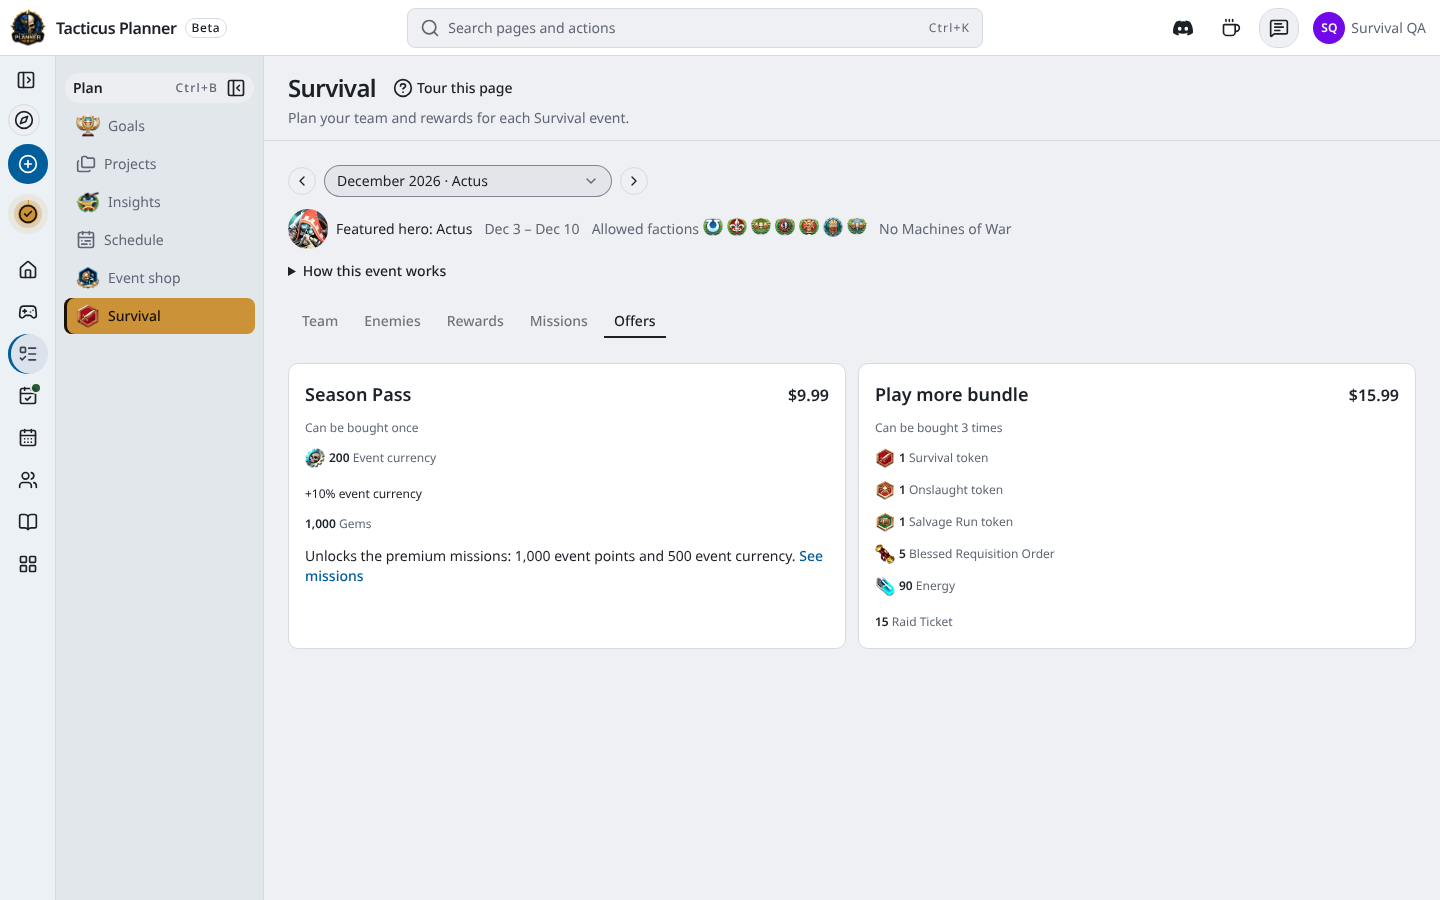 Tacticus Planner
Beta
Search pages and actions
Ctrl+K
SQ
Survival QA
Plan
Ctrl+B
Goals
Projects
Insights
Schedule
Event shop
Survival
Survival
Tour this page
Plan your team and rewards for each Survival event.
December 2026 · Actus
Featured hero: Actus
Dec 3 – Dec 10
Allowed factions
No Machines of War
How this event works
Team
Enemies
Rewards
Missions
Offers
Season Pass
$9.99
Can be bought once
200 Event currency
+10% event currency
1,000 Gems
Unlocks the premium missions: 1,000 event points and 500 event currency. See
missions
Play more bundle
$15.99
Can be bought 3 times
1 Survival token
1 Onslaught token
1 Salvage Run token
5 Blessed Requisition Order
90 Energy
15 Raid Ticket